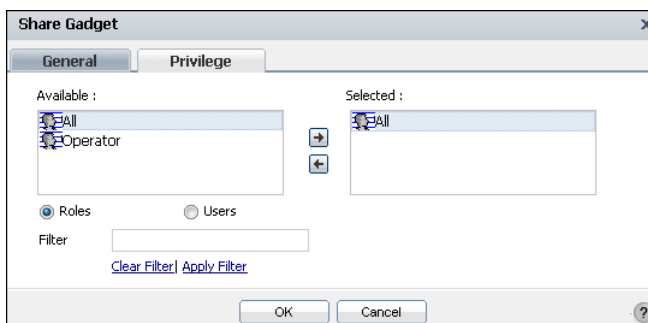 Share Gadget x
General Privilege
Available : Selected :
All All
Operator
Roles Users
Filter
Clear Filter| Apply Filter
OK Cancel ?